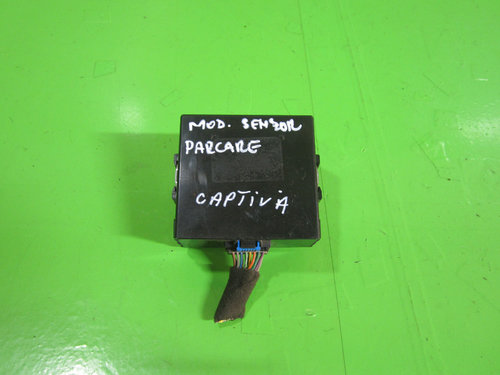 MOD. SENZOR
PARCARE
CAPTIVA